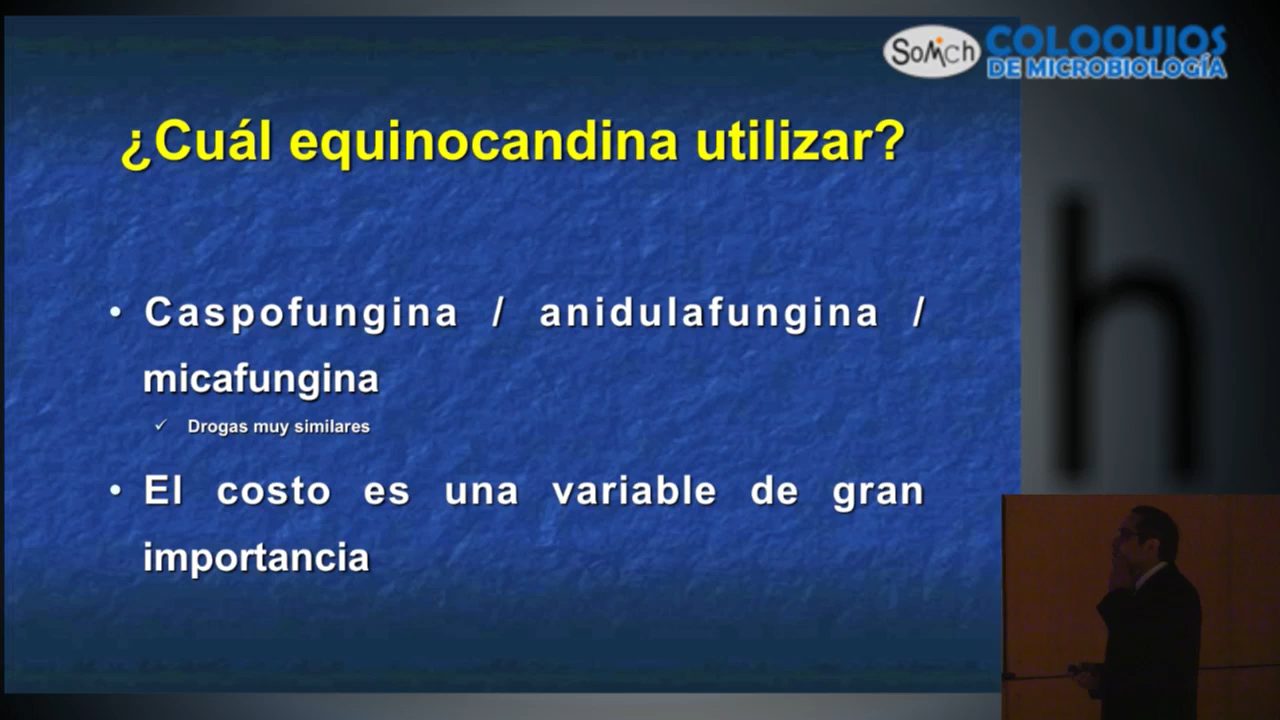 SoMich COLOQUIOS
DE MICROBIOLOGÍA
¿Cuál equinocandina utilizar?
• Caspofungina / anidulafungina /
micafungina
✓ Drogas muy similares
• El costo es una variable de gran
importancia
h